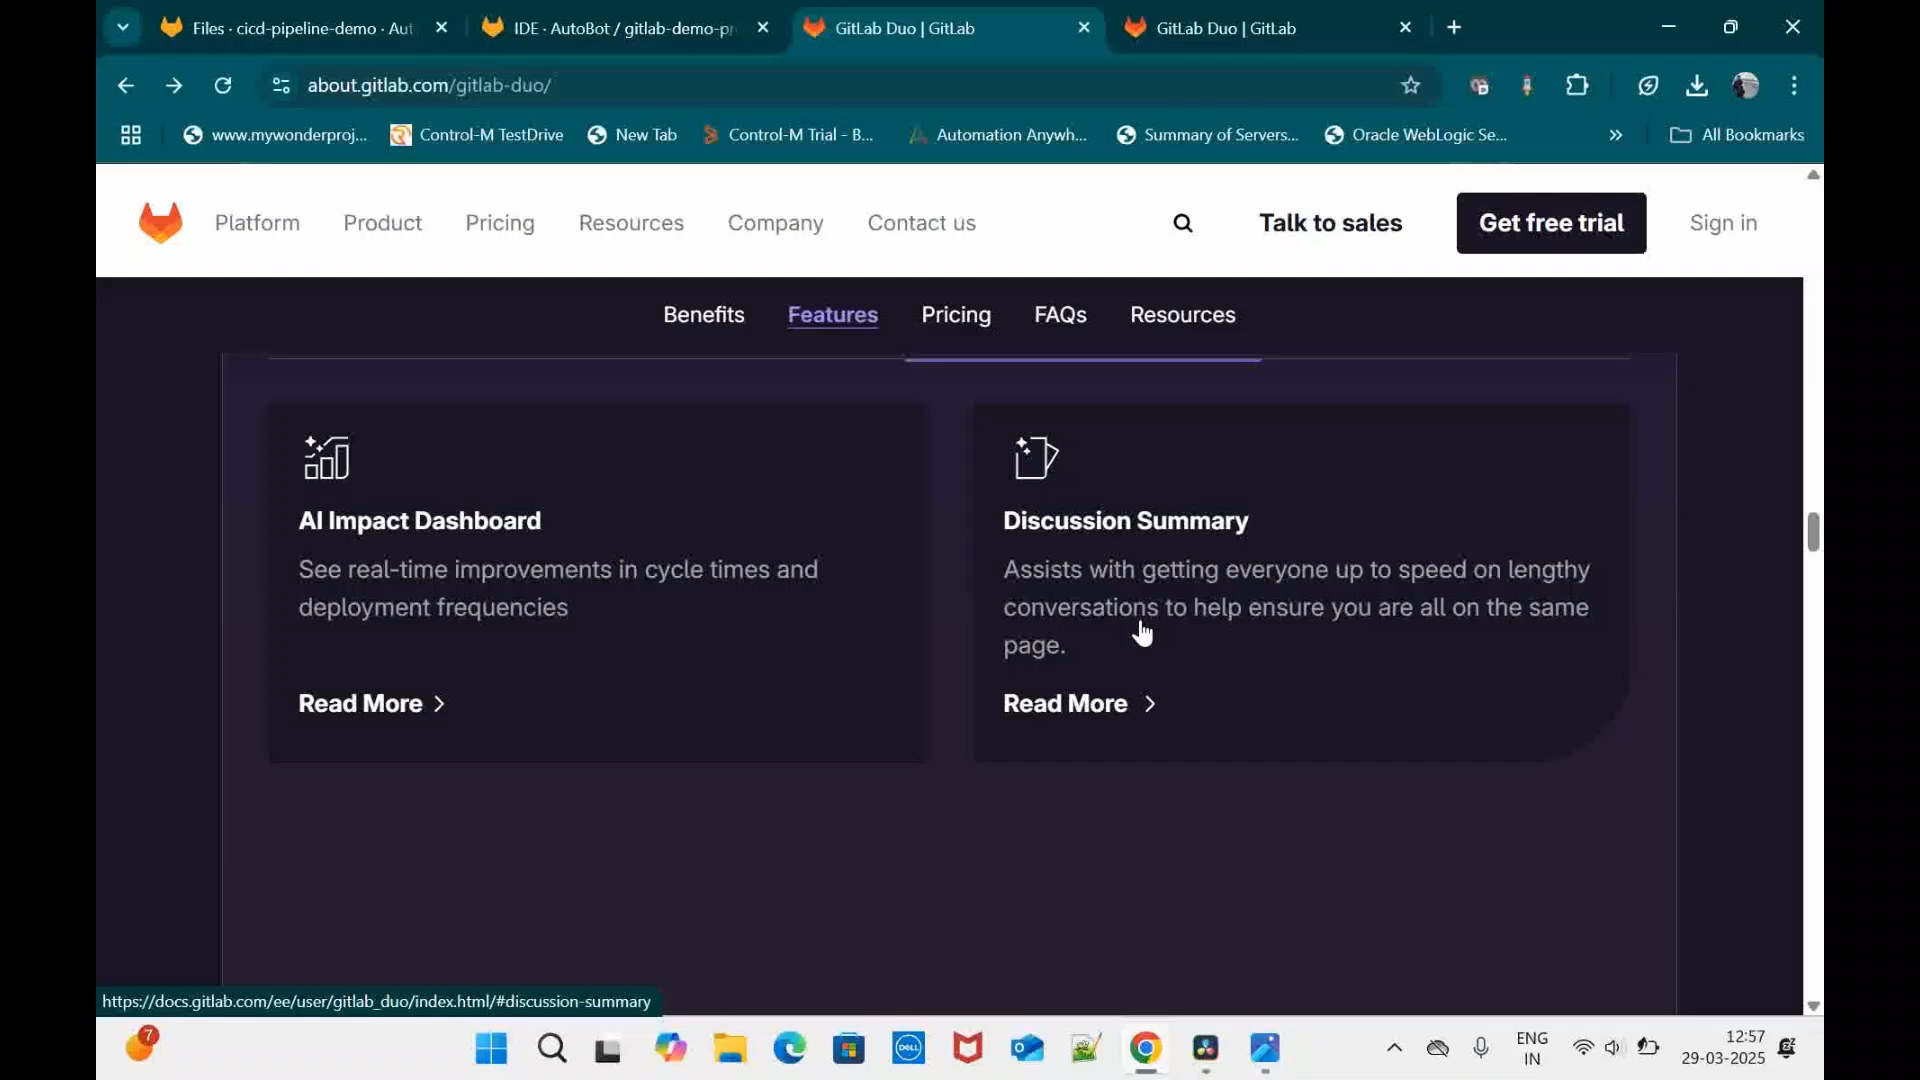 Files · cicd-pipeline-demo · Aut
IDE · AutoBot / gitlab-demo-pr
GitLab Duo | GitLab
GitLab Duo | GitLab
about.gitlab.com/gitlab-duo/
www.mywonderproj...
Control-M TestDrive
New Tab
Control-M Trial - B...
Automation Anywh...
Summary of Servers...
Oracle WebLogic Se...
All Bookmarks
Platform
Product
Pricing
Resources
Company
Contact us
Talk to sales
Get free trial
Sign in
Benefits
Features
Pricing
FAQs
Resources
AI Impact Dashboard
See real-time improvements in cycle times and
deployment frequencies
Read More
Discussion Summary
Assists with getting everyone up to speed on lengthy
conversations to help ensure you are all on the same
page.
Read More
https://docs.gitlab.com/ee/user/gitlab_duo/index.html/#discussion-summary
7
DELL
ENG
IN
12:57
29-03-2025